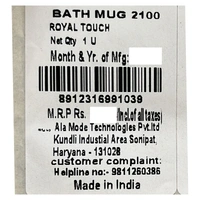 BATH MUG 2100
ROYAL TOUCH
Net Qty 1 U
Month & Yr. of Mfg:
8912316991039
M.R.P Rs. Incl.of all taxes
Ala Mode Technologies Pvt.ltd
Kundli Industial Area Sonipat,
Haryana - 131028
customer complaint:
Helpline no:- 9811260386
Made in India